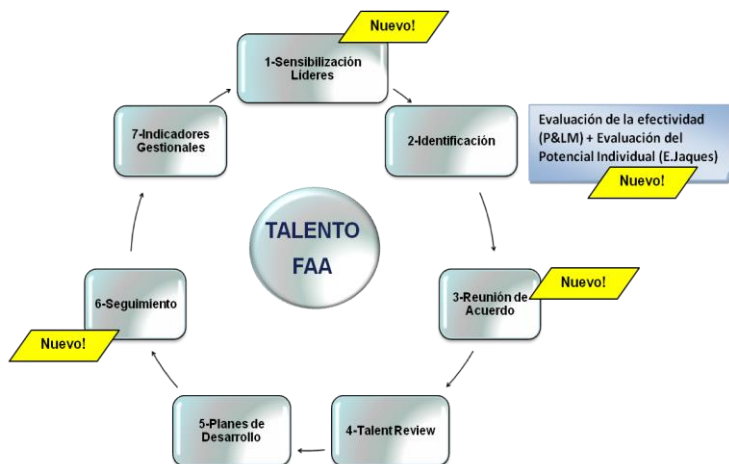 Nuevo!
1-Sensibilización
Líderes
2-Identificación
Evaluación de la efectividad
(P&LM) + Evaluación del
Potencial Individual (E.Jaques)
Nuevo!
3-Reunión de
Acuerdo
Nuevo!
4-Talent Review
5-Planes de
Desarrollo
6-Seguimiento
Nuevo!
7-Indicadores
Gestionales
TALENTO
FAA